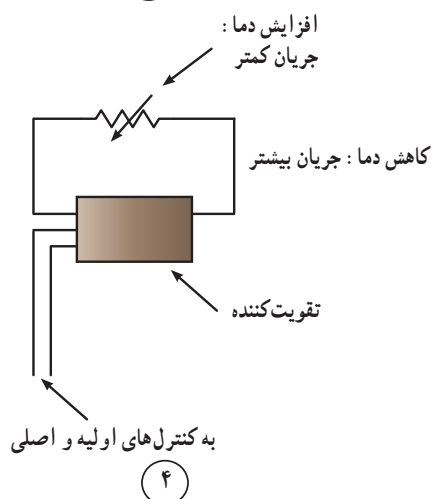 افزایش دما :
جریان کمتر
کاهش دما : جریان بیشتر
تقویت‌کننده
به کنترل‌های اولیه و اصلی
۴